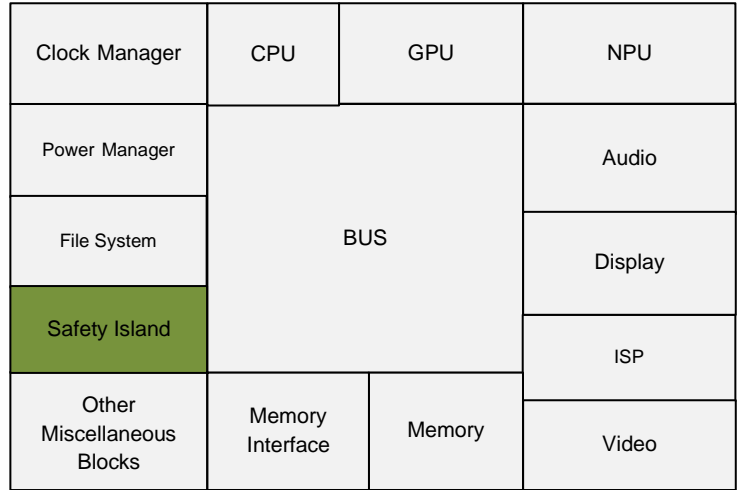 Clock Manager
CPU
GPU
NPU
Power Manager
Audio
File System
BUS
Display
Safety Island
ISP
Other
Miscellaneous
Blocks
Memory
Interface
Memory
Video